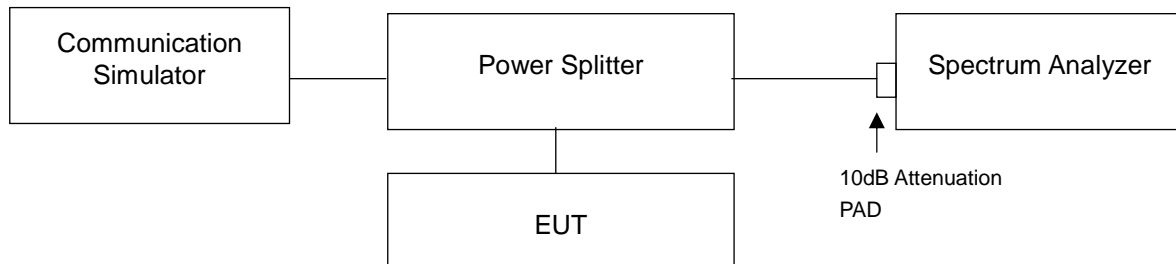 Communication
Simulator
Power Splitter
Spectrum Analyzer
10dB Attenuation
PAD
EUT